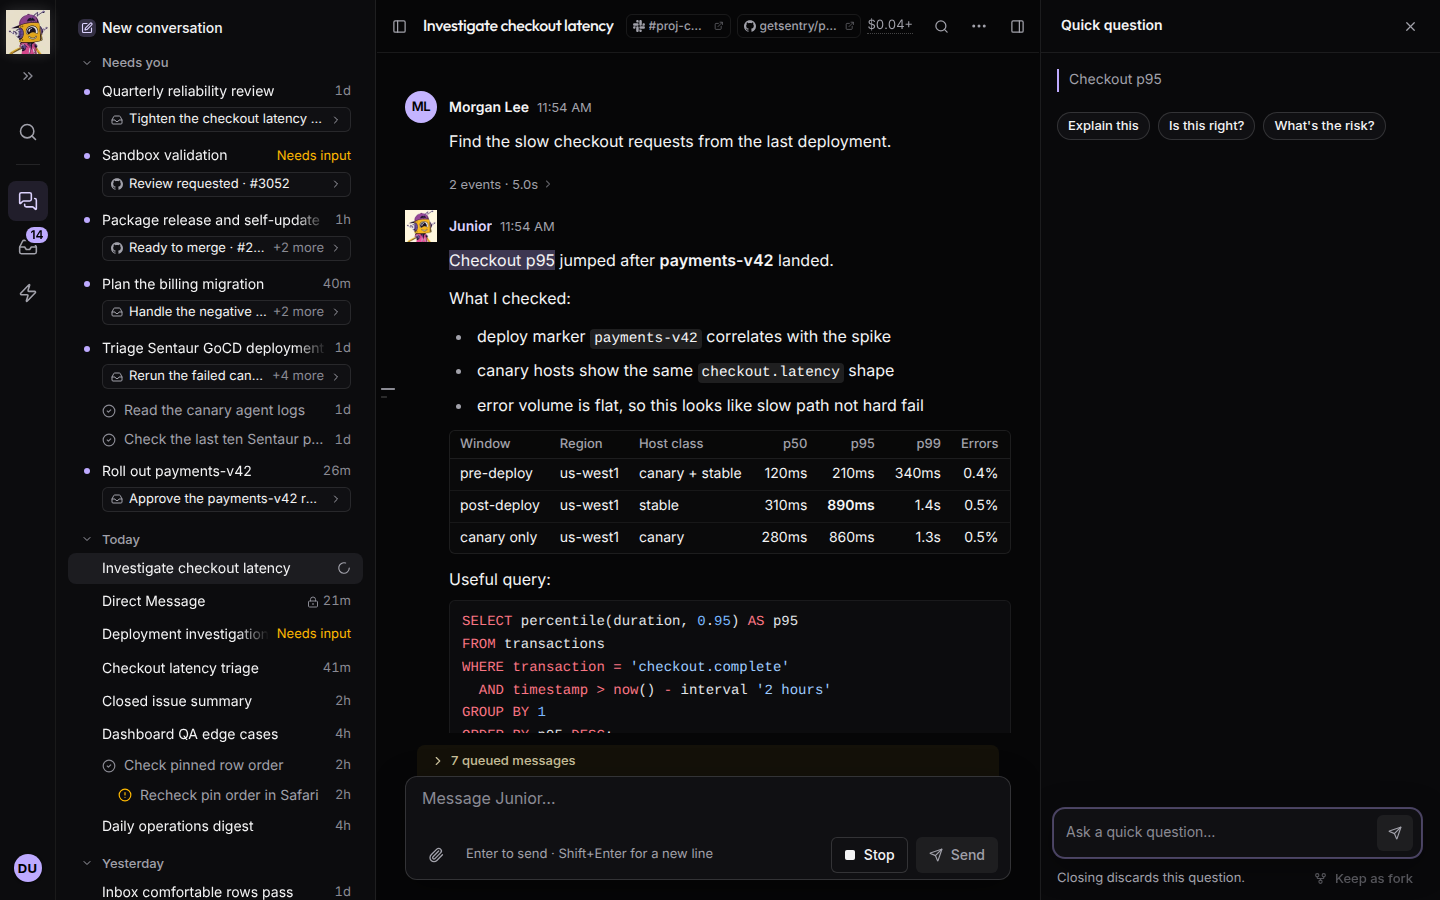 New conversation
Needs you
Quarterly reliability review 1d
Tighten the checkout latency ...
Sandbox validation Needs input
Review requested · #3052
Package release and self-update 1h
Ready to merge · #2... +2 more
Plan the billing migration 40m
Handle the negative ... +2 more
Triage Sentaur GoCD deployment 1d
Rerun the failed can... +4 more
Read the canary agent logs 1d
Check the last ten Sentaur p... 1d
Roll out payments-v42 26m
Approve the payments-v42 r...
Today
Investigate checkout latency
Direct Message 21m
Deployment investigation Needs input
Checkout latency triage 41m
Closed issue summary 2h
Dashboard QA edge cases 4h
Check pinned row order 2h
Recheck pin order in Safari 2h
Daily operations digest 4h
Yesterday
Inbox comfortable rows pass 1d
14
DU
Investigate checkout latency #proj-c... getsentry/p... $0.04+
ML Morgan Lee 11:54 AM
Find the slow checkout requests from the last deployment.
2 events · 5.0s
Junior 11:54 AM
Checkout p95 jumped after payments-v42 landed.
What I checked:
• deploy marker payments-v42 correlates with the spike
• canary hosts show the same checkout.latency shape
• error volume is flat, so this looks like slow path not hard fail
Window Region Host class p50 p95 p99 Errors
pre-deploy us-west1 canary + stable 120ms 210ms 340ms 0.4%
post-deploy us-west1 stable 310ms 890ms 1.4s 0.5%
canary only us-west1 canary 280ms 860ms 1.3s 0.5%
Useful query:
SELECT percentile(duration, 0.95) AS p95
FROM transactions
WHERE transaction = 'checkout.complete'
AND timestamp > now() - interval '2 hours'
GROUP BY 1
ORDER BY p95 DESC;
7 queued messages
Message Junior...
Enter to send · Shift+Enter for a new line
Stop
Send
Quick question
Checkout p95
Explain this
Is this right?
What's the risk?
Ask a quick question...
Closing discards this question.
Keep as fork